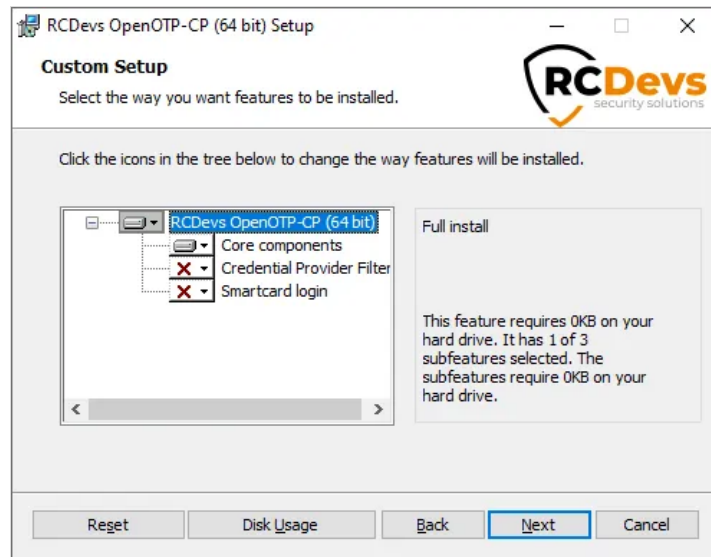 RCDevs OpenOTP-CP (64 bit) Setup
Custom Setup
Select the way you want features to be installed.
RCDevs
security solutions
Click the icons in the tree below to change the way features will be installed.
RCDevs OpenOTP-CP (64 bit)
Core components
Credential Provider Filter
Smartcard login
Full install
This feature requires 0KB on your
hard drive. It has 1 of 3
subfeatures selected. The
subfeatures require 0KB on your
hard drive.
Reset
Disk Usage
Back
Next
Cancel